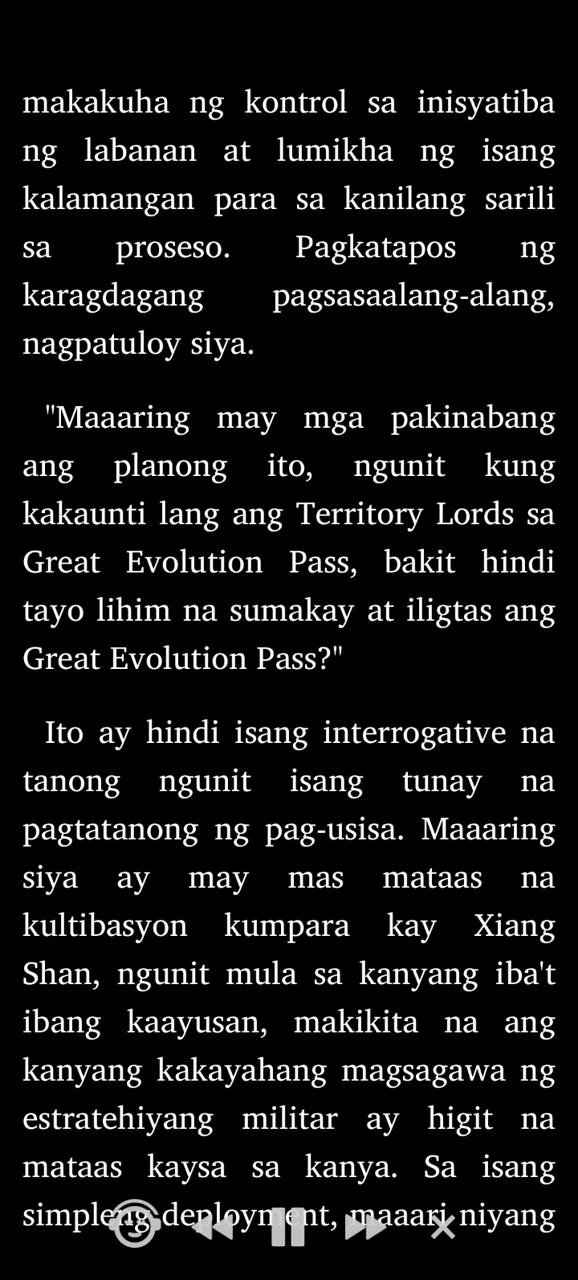 makakuha ng kontrol sa inisyatiba
ng labanan at lumikha ng isang
kalamangan para sa kanilang sarili
sa proseso. Pagkatapos ng
karagdagang pagsasaalang-alang,
nagpatuloy siya.
"Maaaring may mga pakinabang
ang planong ito, ngunit kung
kakaunti lang ang Territory Lords sa
Great Evolution Pass, bakit hindi
tayo lihim na sumakay at iligtas ang
Great Evolution Pass?"
Ito ay hindi isang interrogative na
tanong ngunit isang tunay na
pagtatanong ng pag-usisa. Maaaring
siya ay may mas mataas na
kultibasyon kumpara kay Xiang
Shan, ngunit mula sa kanyang iba't
ibang kaayusan, makikita na ang
kanyang kakayahang magsagawa ng
estratehiyang militar ay higit na
mataas kaysa sa kanya. Sa isang
simpleng deployment, maaari niyang